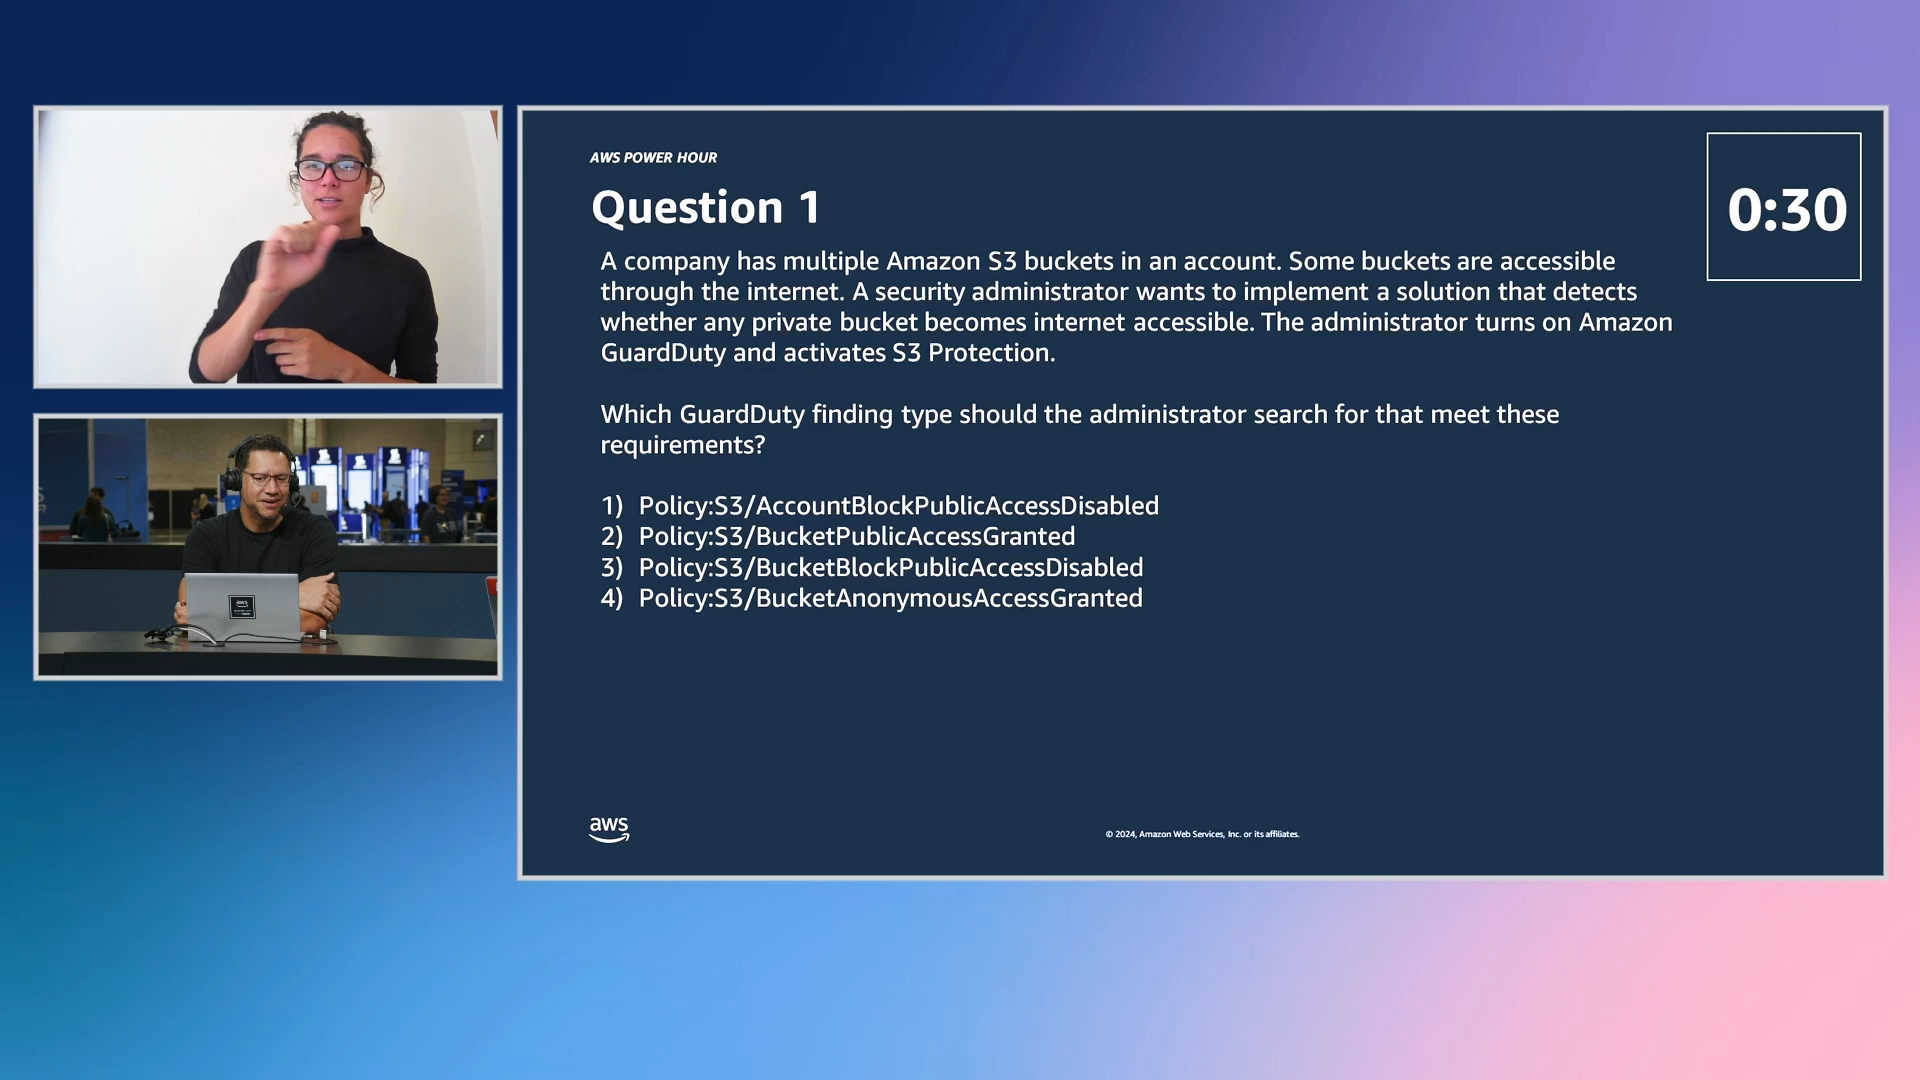 AWS POWER HOUR
Question 1
0:30
A company has multiple Amazon S3 buckets in an account. Some buckets are accessible
through the internet. A security administrator wants to implement a solution that detects
whether any private bucket becomes internet accessible. The administrator turns on Amazon
GuardDuty and activates S3 Protection.
Which GuardDuty finding type should the administrator search for that meet these
requirements?
1) Policy:S3/AccountBlockPublicAccessDisabled
2) Policy:S3/BucketPublicAccessGranted
3) Policy:S3/BucketBlockPublicAccessDisabled
4) Policy:S3/BucketAnonymousAccessGranted
aws
© 2024, Amazon Web Services, Inc. or its affiliates.
aws